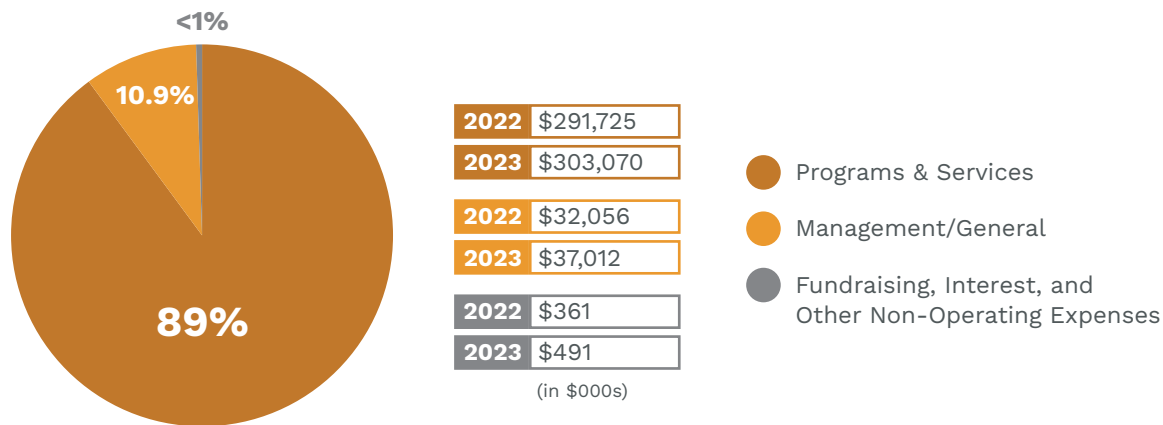 <1%
10.9%
89%
2022 $291,725
2023 $303,070
2022 $32,056
2023 $37,012
2022 $361
2023 $491
(in $000s)
Programs & Services
Management/General
Fundraising, Interest, and
Other Non-Operating Expenses